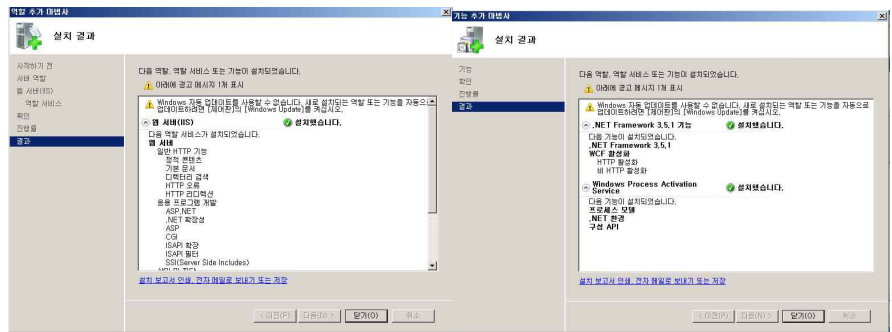 역할 추가 마법사
설치 결과
시작하기 전
서버 역할
웹 서버(IIS)
역할 서비스
확인
진행률
결과
다음 역할, 역할 서비스 또는 기능이 설치되었습니다.
아래에 경고 메시지 1개 표시
Windows 자동 업데이트를 사용할 수 없습니다. 새로 설치되는 역할 또는 기능을 자동으
업데이트하려면 [제어판]의 [Windows Update]를 켜십시오.
웹 서버(IIS) 설치했습니다.
다음 역할 서비스가 설치되었습니다.
웹 서버
일반 HTTP 기능
정적 콘텐츠
기본 문서
디렉터리 검색
HTTP 오류
HTTP 리디렉션
응용 프로그램 개발
ASP.NET
.NET 확장성
ASP
CGI
ISAPI 확장
ISAPI 필터
SSI(Server Side Includes)
설치 보고서 인쇄, 전자 메일로 보내기 또는 저장
< 이전(P) 다음(N) > 닫기(O) 취소
기능 추가 마법사
설치 결과
기능
확인
진행률
결과
다음 역할, 역할 서비스 또는 기능이 설치되었습니다.
아래에 경고 메시지 1개 표시
Windows 자동 업데이트를 사용할 수 없습니다. 새로 설치되는 역할 또는 기능을 자동으로
업데이트하려면 [제어판]의 [Windows Update]를 켜십시오.
.NET Framework 3.5.1 기능 설치했습니다.
다음 기능이 설치되었습니다.
.NET Framework 3.5.1
WCF 활성화
HTTP 활성화
비 HTTP 활성화
Windows Process Activation
Service 설치했습니다.
다음 기능이 설치되었습니다.
프로세스 모델
.NET 환경
구성 API
설치 보고서 인쇄, 전자 메일로 보내기 또는 저장
< 이전(P) 다음(N) > 닫기(O) 취소